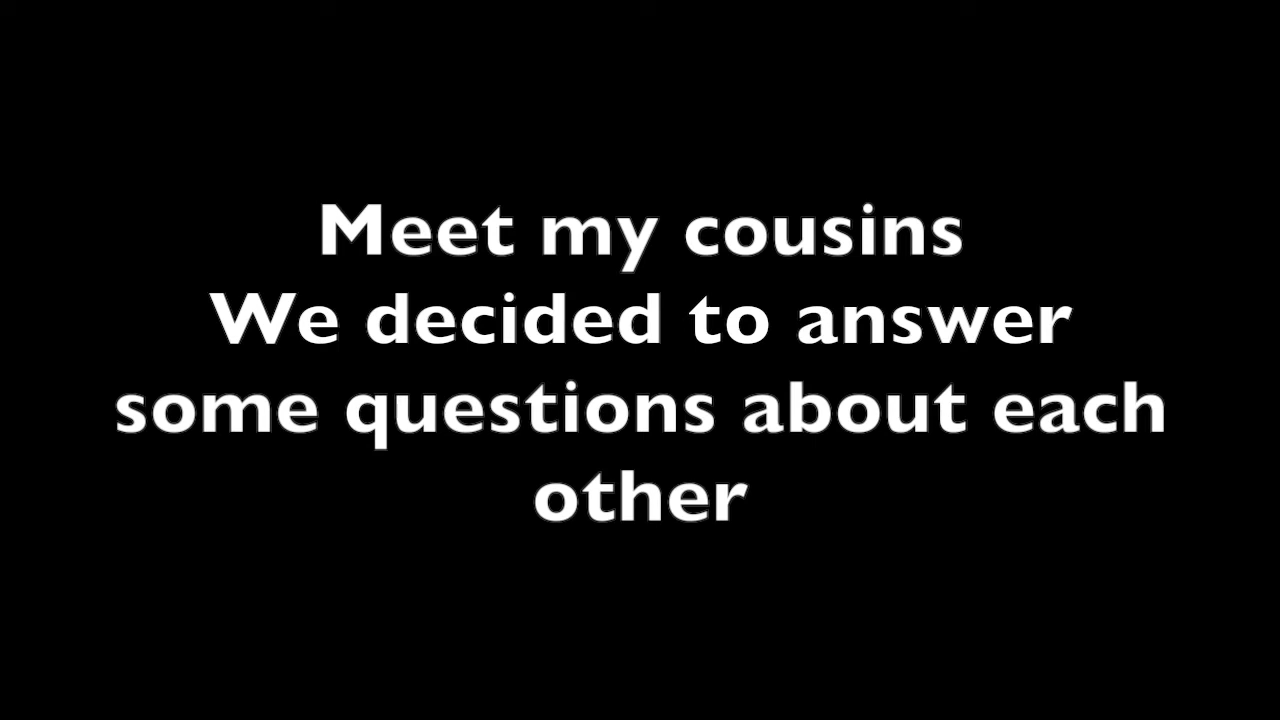 Meet my cousins
We decided to answer
some questions about each
other